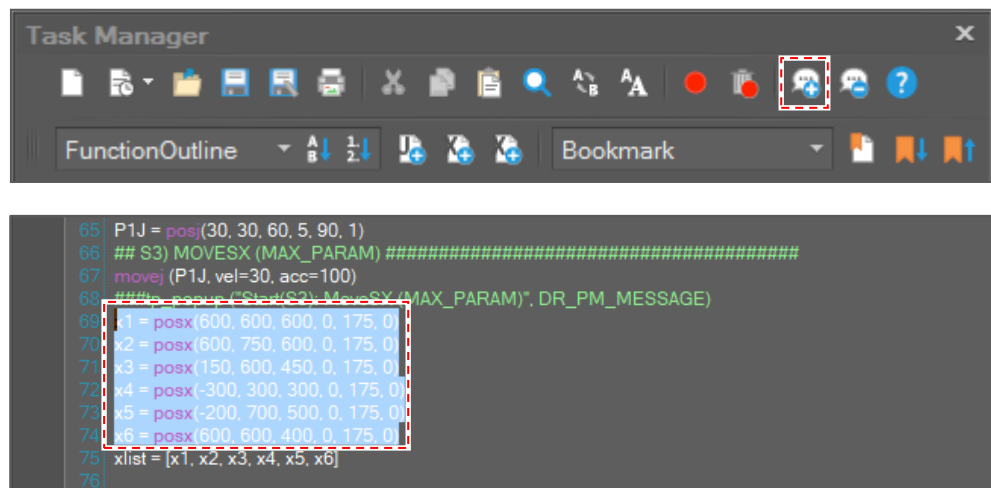 Task Manager
FunctionOutline Bookmark
65 P1J = posj(30, 30, 60, 5, 90, 1)
66 ## S3) MOVESX (MAX_PARAM) #######################################
67 movej (P1J, vel=30, acc=100)
68 ###tp_popup ("Start(S3): MoveSX (MAX_PARAM)", DR_PM_MESSAGE)
69 x1 = posx(600, 600, 600, 0, 175, 0)
70 x2 = posx(600, 750, 600, 0, 175, 0)
71 x3 = posx(150, 600, 450, 0, 175, 0)
72 x4 = posx(-300, 300, 300, 0, 175, 0)
73 x5 = posx(-200, 700, 500, 0, 175, 0)
74 x6 = posx(600, 600, 400, 0, 175, 0)
75 xlist = [x1, x2, x3, x4, x5, x6]
76